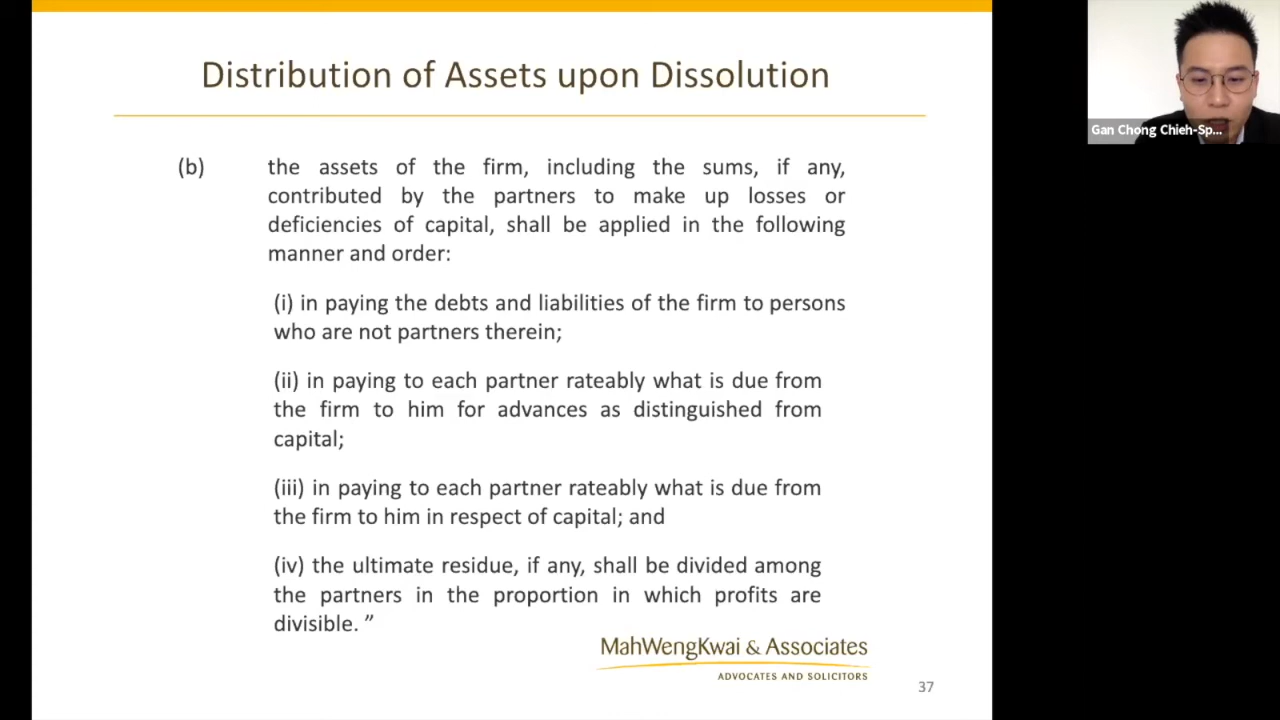 Distribution of Assets upon Dissolution
(b) the assets of the firm, including the sums, if any,
contributed by the partners to make up losses or
deficiencies of capital, shall be applied in the following
manner and order:
(i) in paying the debts and liabilities of the firm to persons
who are not partners therein;
(ii) in paying to each partner rateably what is due from
the firm to him for advances as distinguished from
capital;
(iii) in paying to each partner rateably what is due from
the firm to him in respect of capital; and
(iv) the ultimate residue, if any, shall be divided among
the partners in the proportion in which profits are
divisible. ”
MahWengKwai & Associates
ADVOCATES AND SOLICITORS
37
Gan Chong Chieh-Sp...